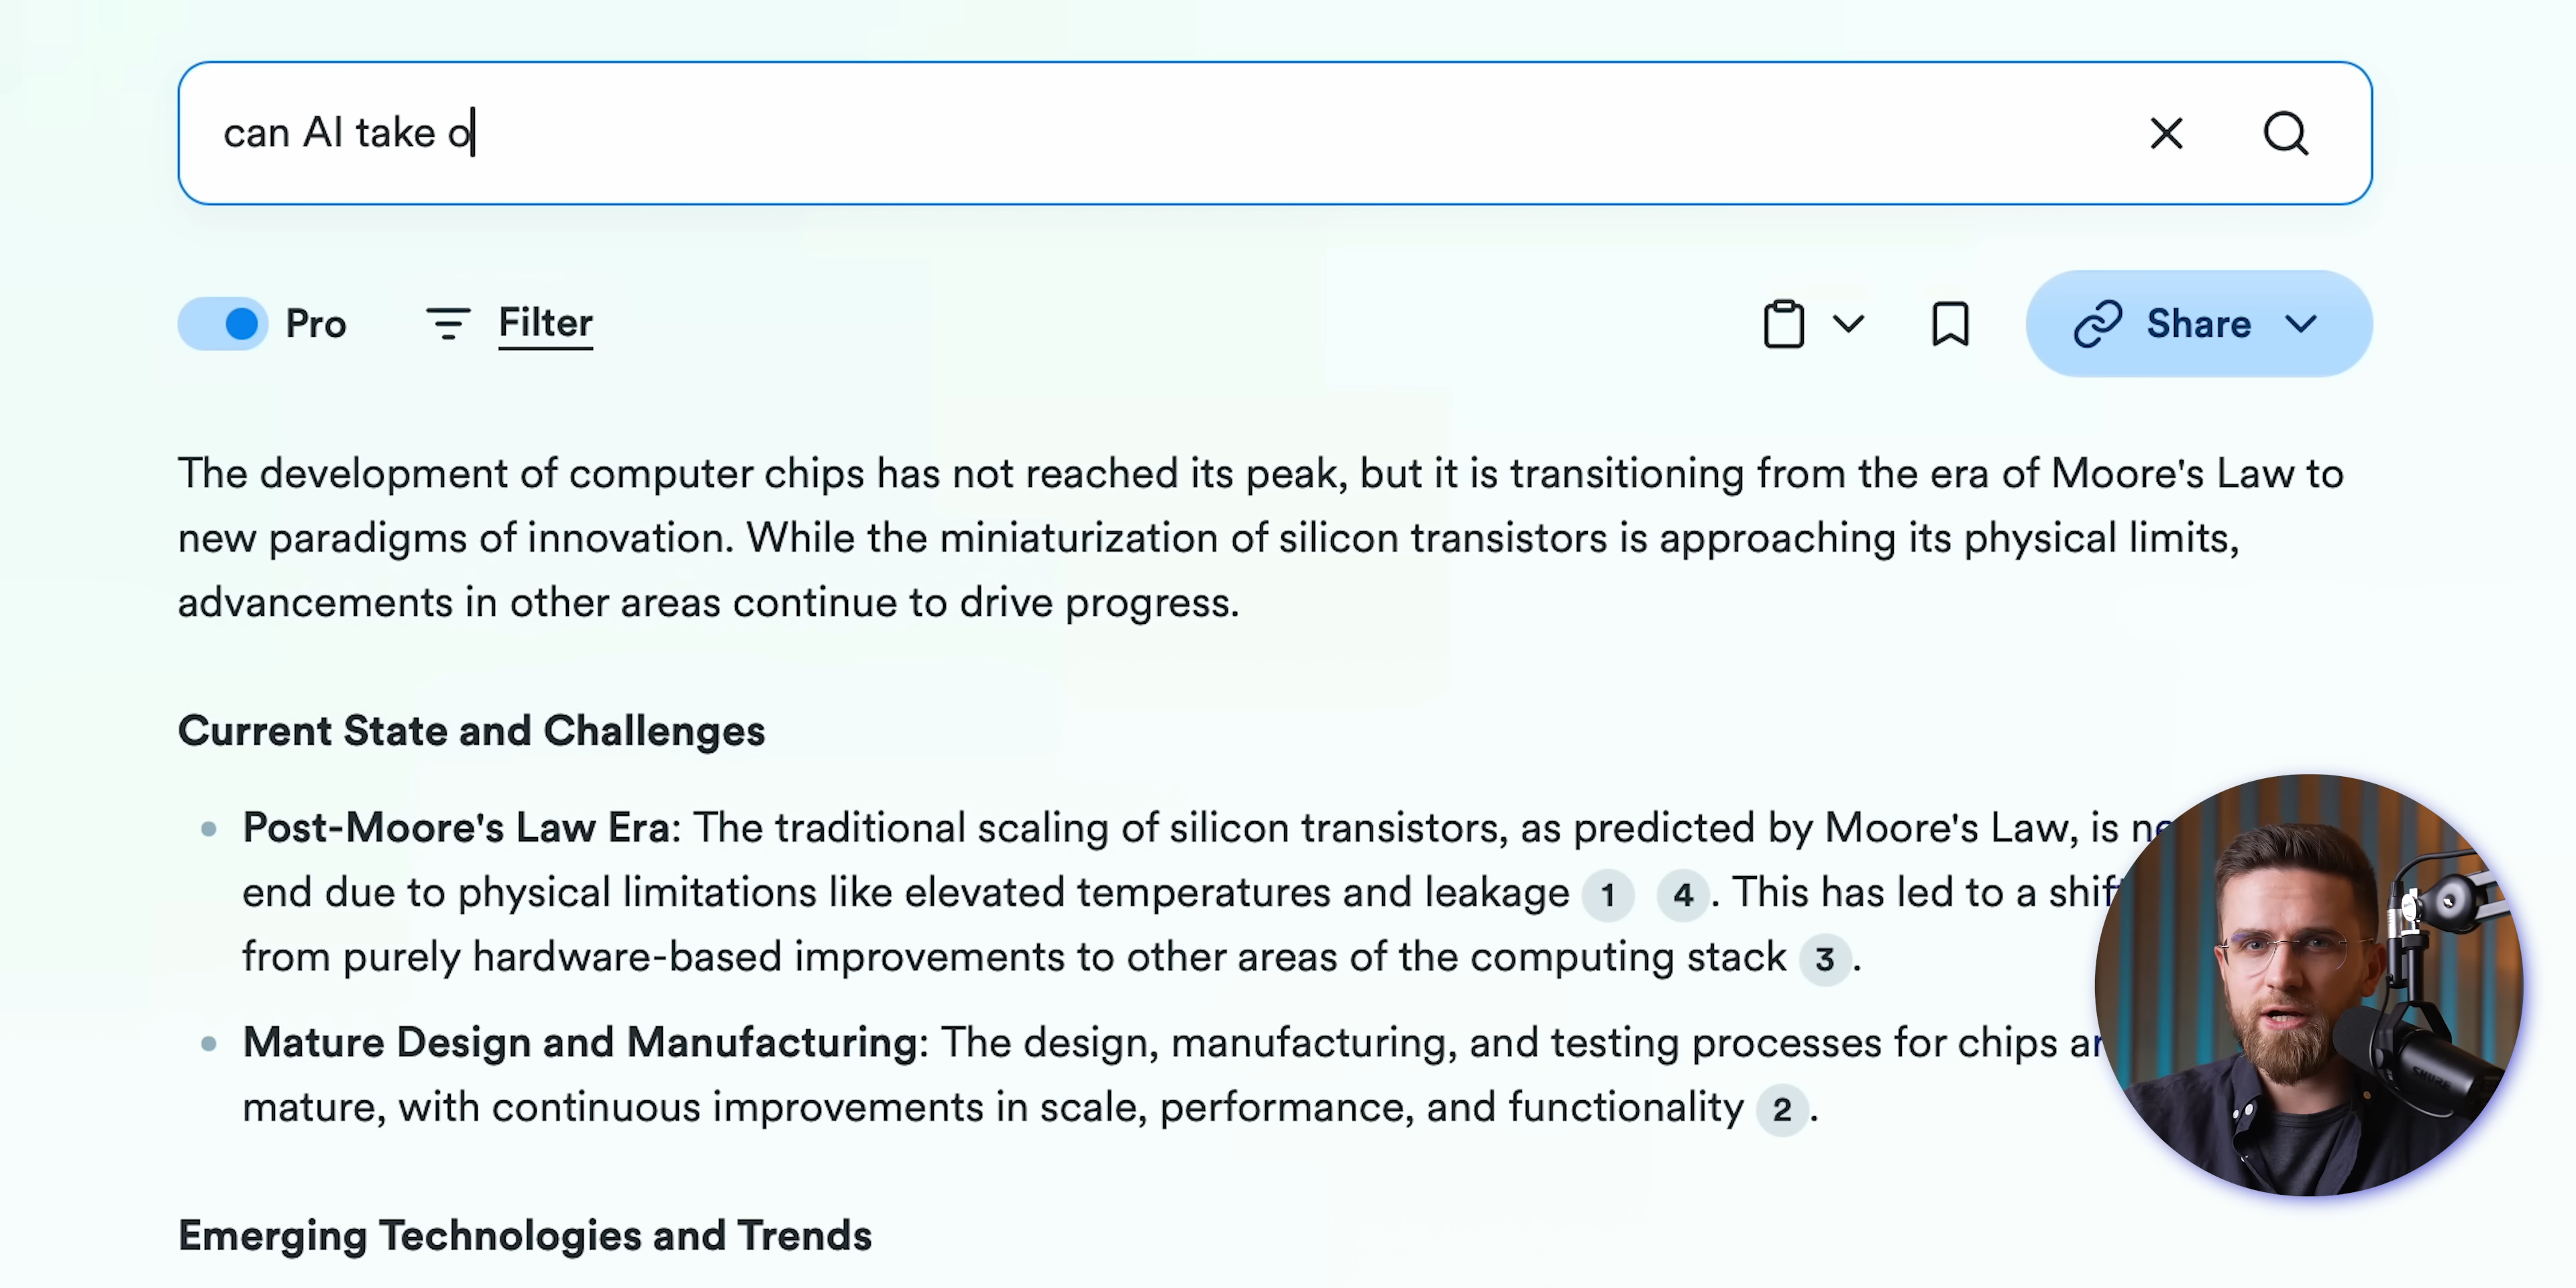 can AI take o
Pro
Filter
Share
The development of computer chips has not reached its peak, but it is transitioning from the era of Moore's Law to
new paradigms of innovation. While the miniaturization of silicon transistors is approaching its physical limits,
advancements in other areas continue to drive progress.
Current State and Challenges
Post-Moore's Law Era: The traditional scaling of silicon transistors, as predicted by Moore's Law, is
end due to physical limitations like elevated temperatures and leakage 1 4. This has led to a
from purely hardware-based improvements to other areas of the computing stack 3.
Mature Design and Manufacturing: The design, manufacturing, and testing processes for chips
mature, with continuous improvements in scale, performance, and functionality 2.
Emerging Technologies and Trends
SHURE